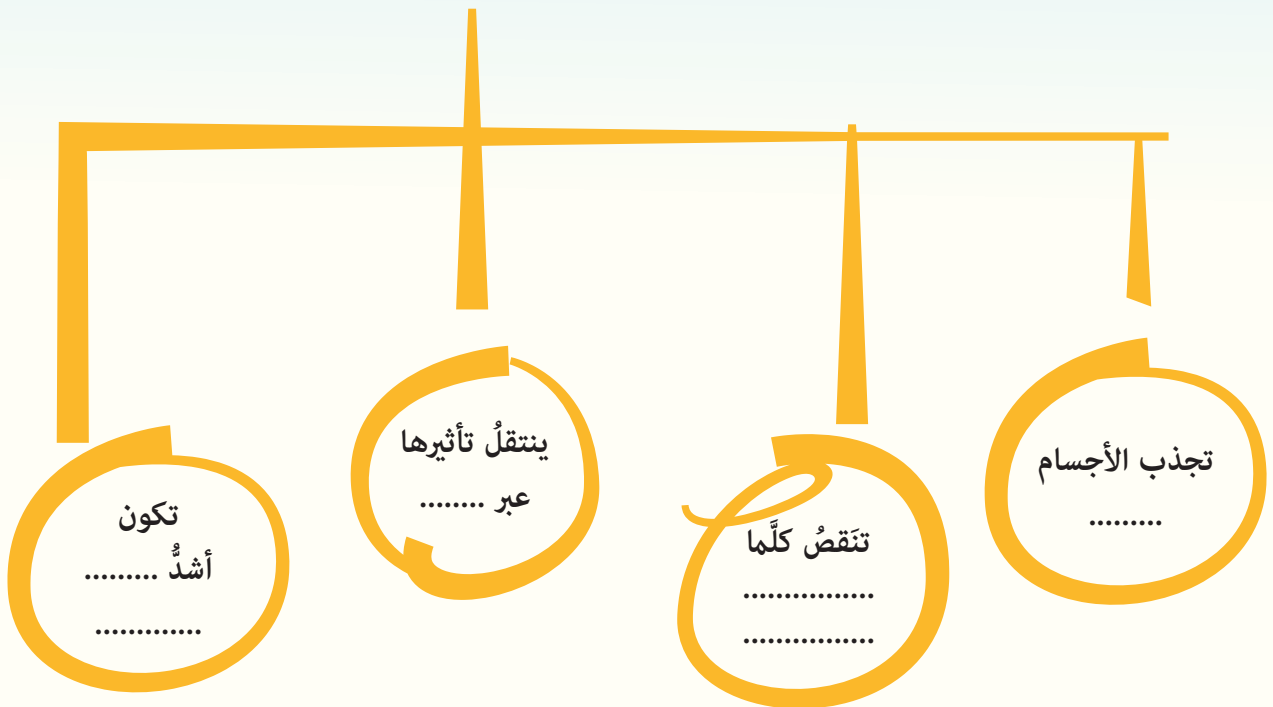 تجذب الأجسام
.........
تنَقصُ كلَّما
................
................
ينتقلُ تأثيرها
عبر ........
تكون
أشدُّ .........
.............